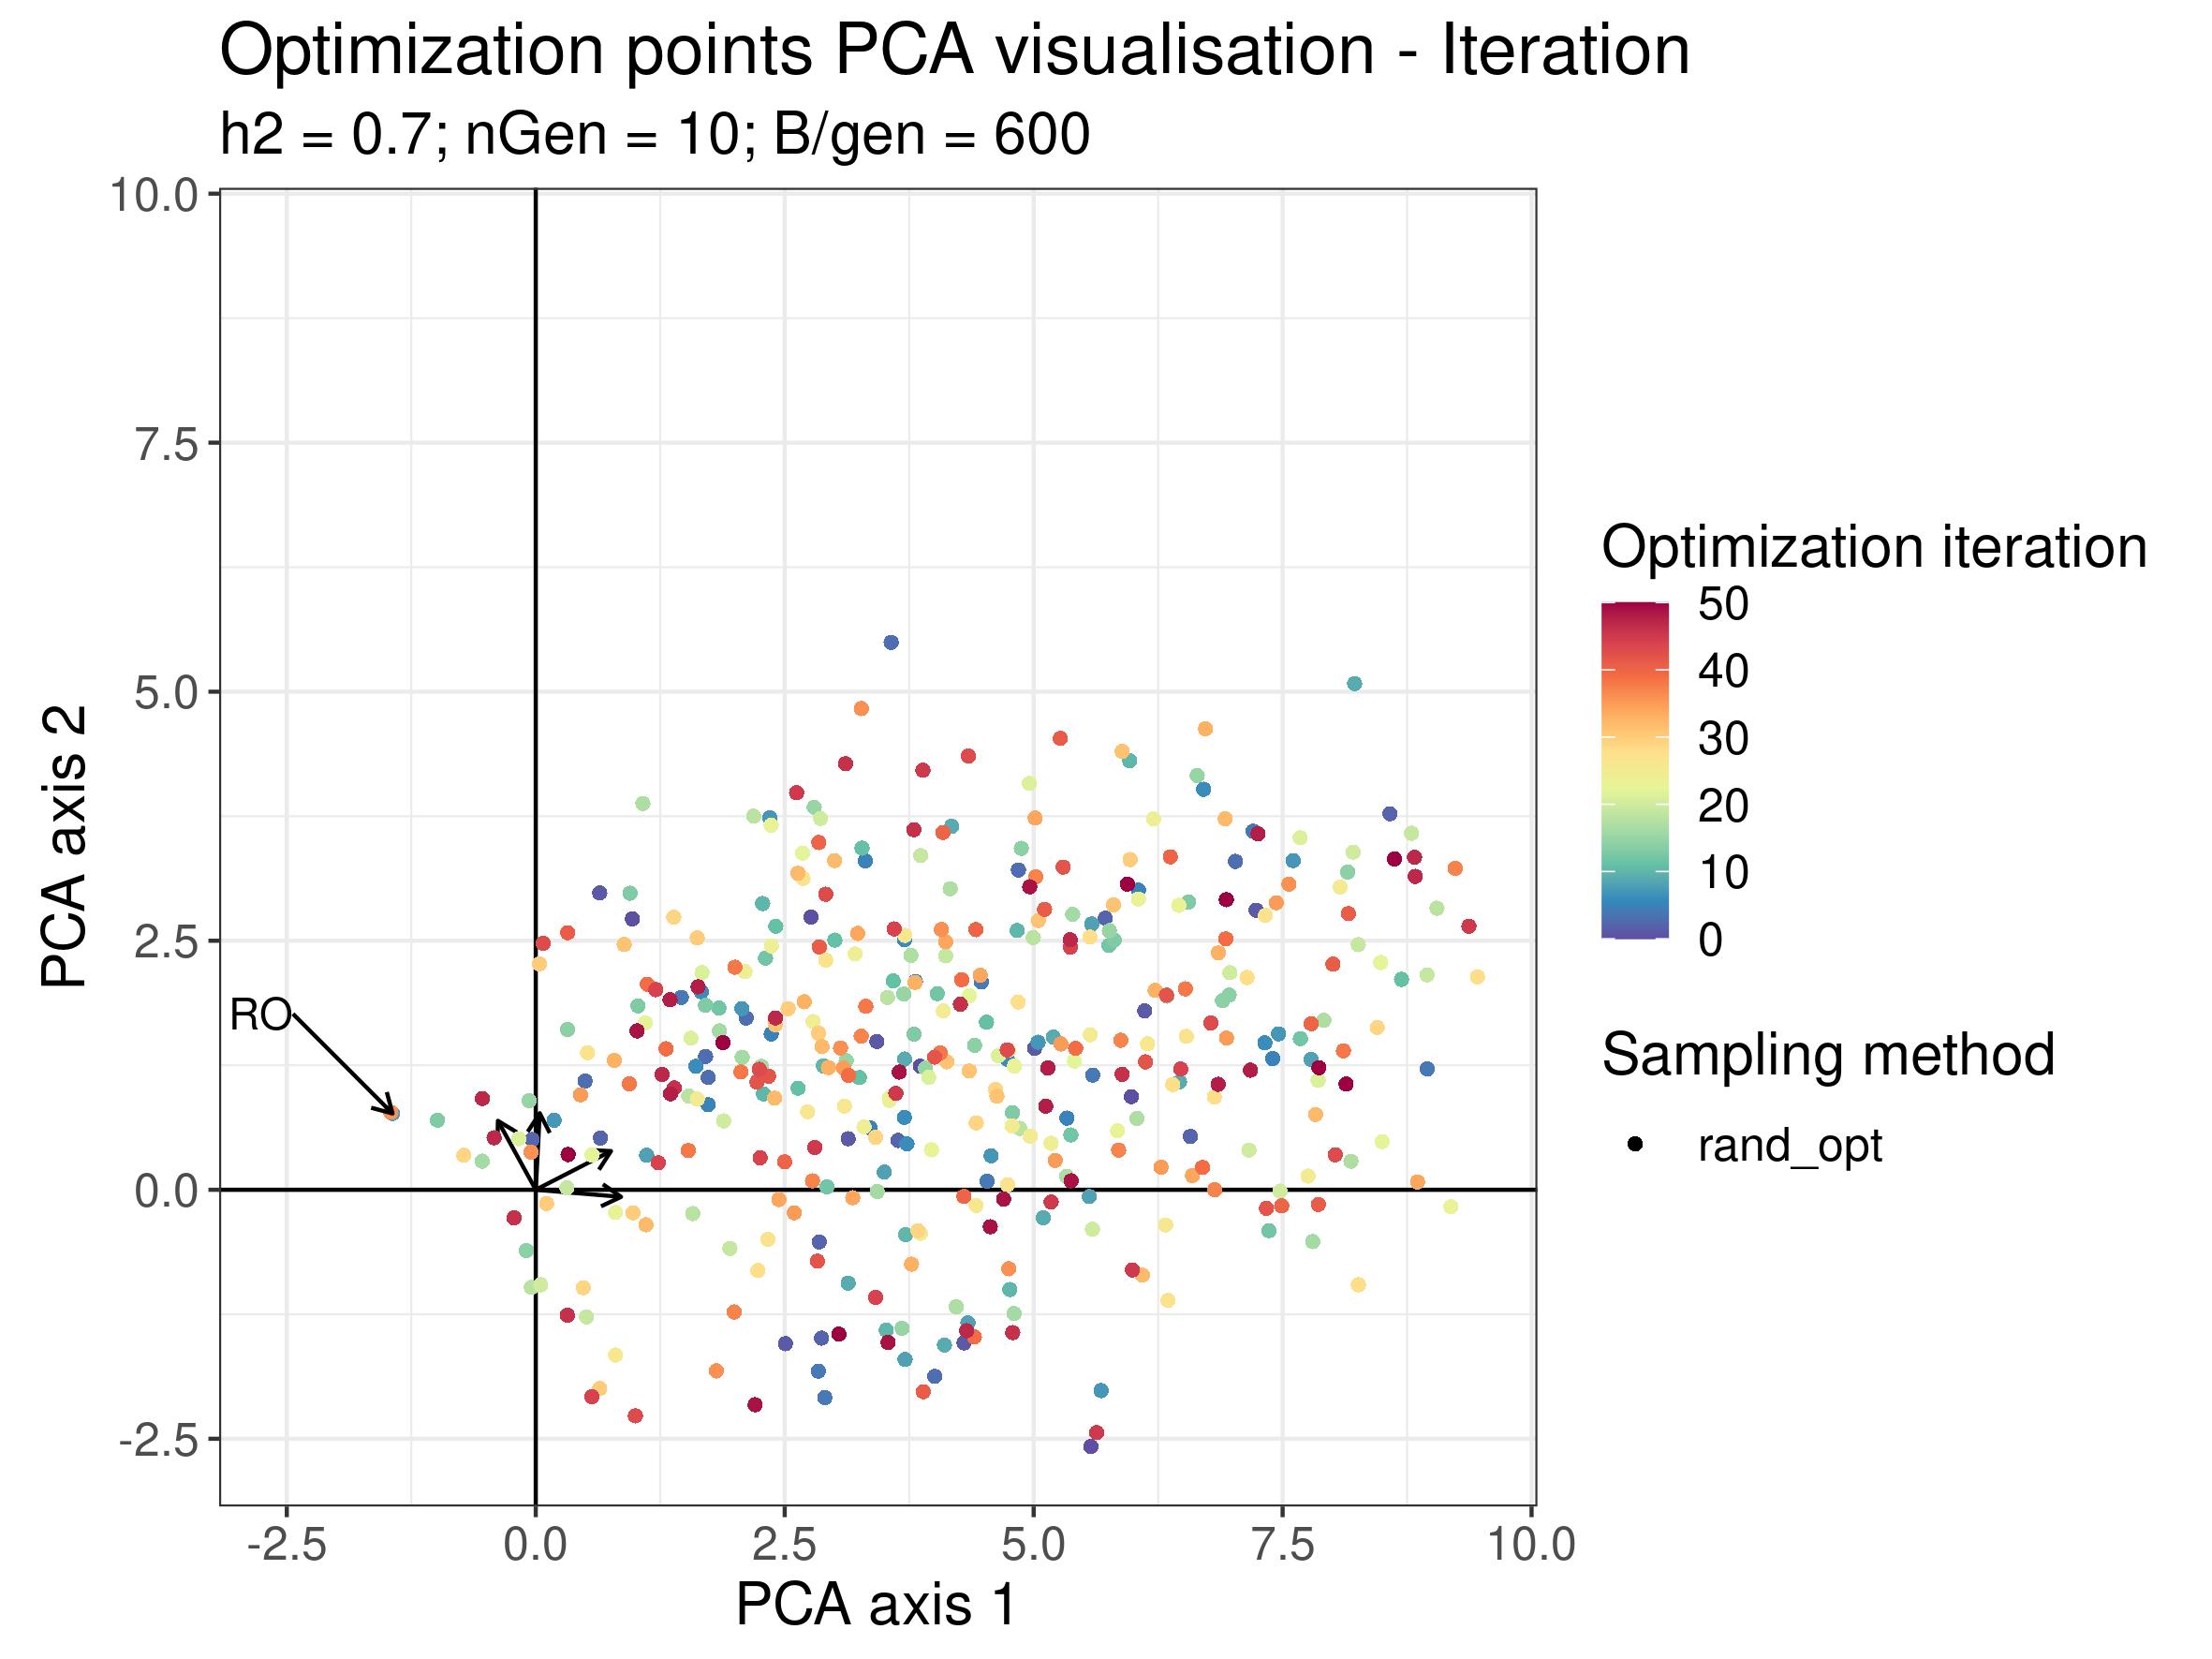 Optimization points PCA visualisation - Iteration
h2 = 0.7; nGen = 10; B/gen = 600
10.0
7.5
5.0
2.5
0.0
-2.5
PCA axis 2
RO
-2.5
0.0
2.5
5.0
7.5
10.0
PCA axis 1
Optimization iteration
50
40
30
20
10
0
Sampling method
rand_opt